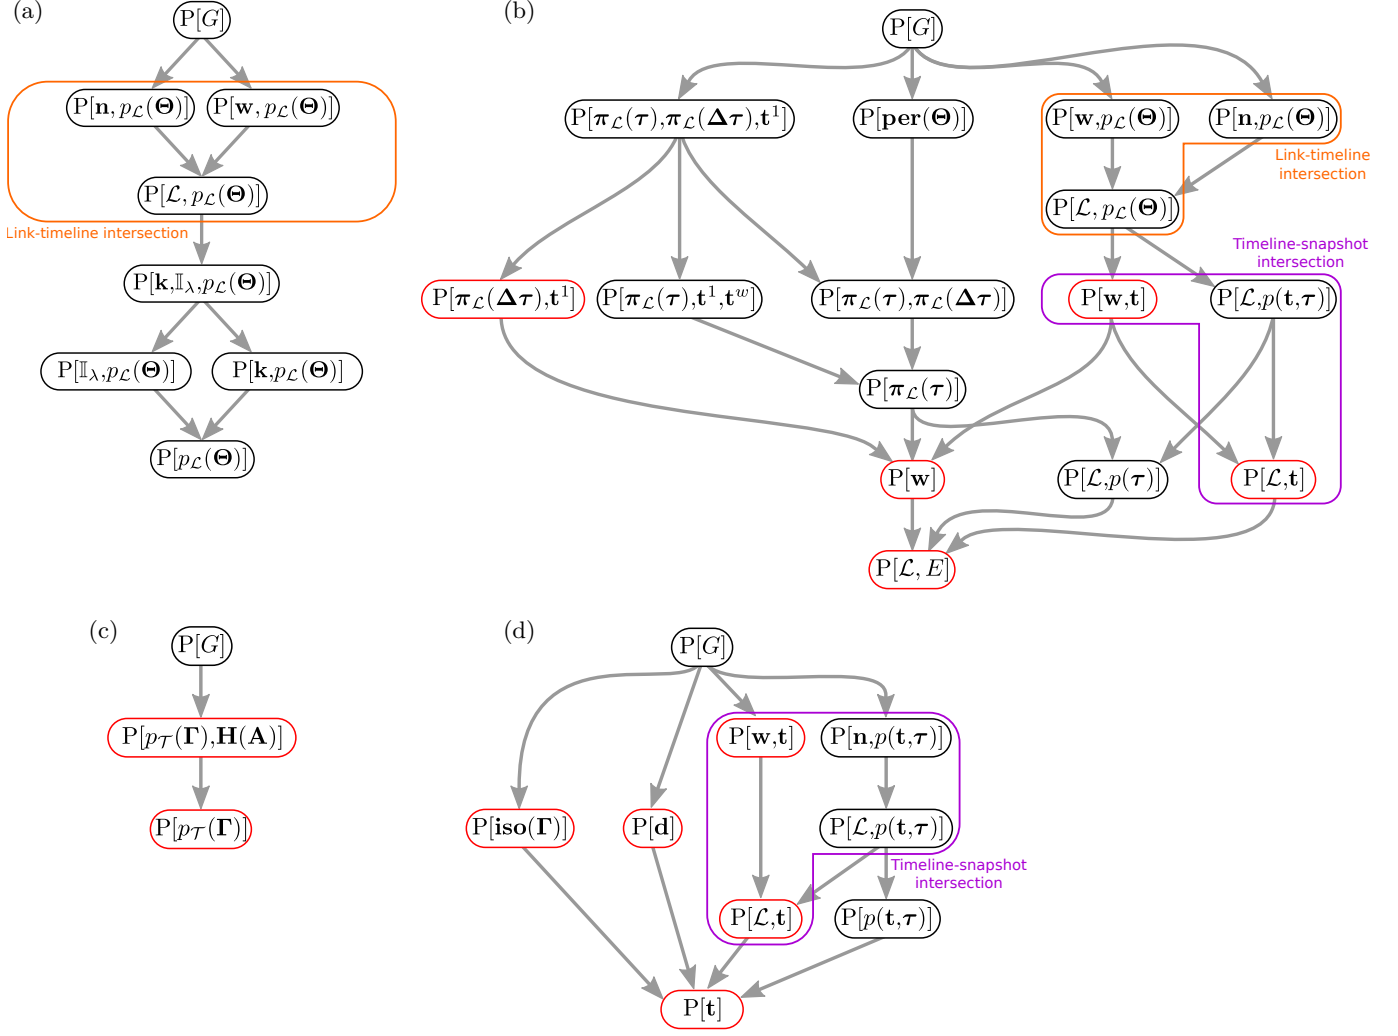 (a)
P[G]
P[n, p_ℒ(Θ)] P[w, p_ℒ(Θ)]
P[ℒ, p_ℒ(Θ)]
Link-timeline intersection
P[k,𝕀_λ,p_ℒ(Θ)]
P[𝕀_λ,p_ℒ(Θ)] P[k,p_ℒ(Θ)]
P[p_ℒ(Θ)]
(b)
P[G]
P[π_ℒ(τ),π_ℒ(Δτ),t¹] P[per(Θ)] P[w,p_ℒ(Θ)] P[n,p_ℒ(Θ)]
Link-timeline
intersection
P[ℒ, p_ℒ(Θ)]
Timeline-snapshot
intersection
P[π_ℒ(Δτ),t¹] P[π_ℒ(τ),t¹,tʷ] P[π_ℒ(τ),π_ℒ(Δτ)] P[w,t] P[ℒ,p(t,τ)]
P[π_ℒ(τ)]
P[w] P[ℒ,p(τ)] P[ℒ,t]
P[ℒ, E]
(c)
P[G]
P[p_𝒯(Γ),H(A)]
P[p_𝒯(Γ)]
(d)
P[G]
P[w,t] P[n,p(t,τ)]
P[iso(Γ)] P[d] P[ℒ,p(t,τ)]
Timeline-snapshot
intersection
P[ℒ,t] P[p(t,τ)]
P[t]